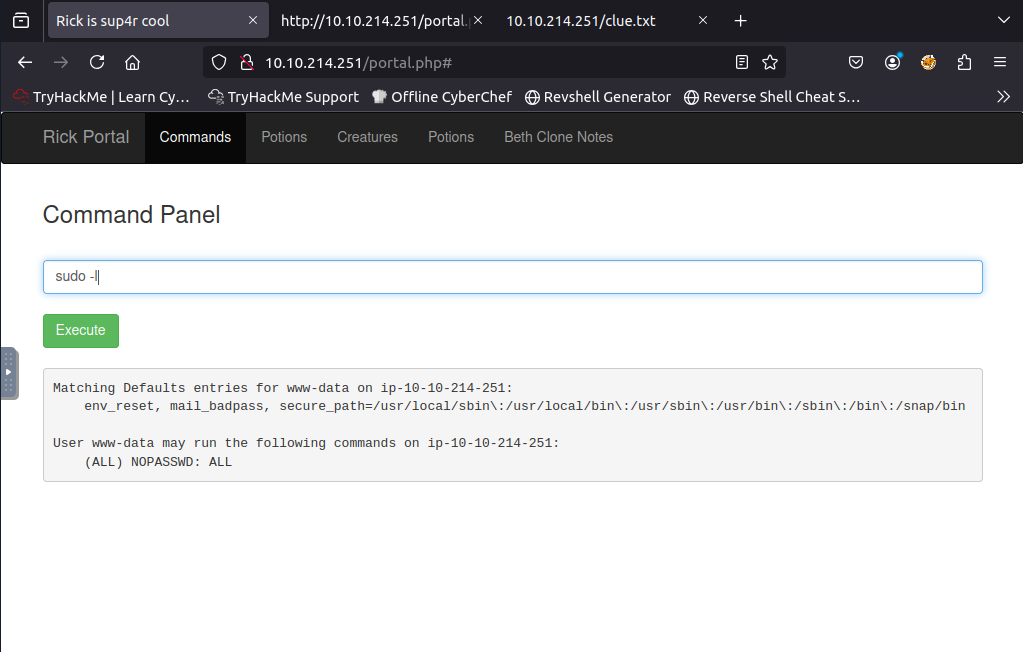 Rick is sup4r cool
http://10.10.214.251/portal.
10.10.214.251/clue.txt
10.10.214.251/portal.php#
TryHackMe | Learn Cy…
TryHackMe Support
Offline CyberChef
Revshell Generator
Reverse Shell Cheat S…
Rick Portal
Commands
Potions
Creatures
Potions
Beth Clone Notes
Command Panel
sudo -l
Execute
Matching Defaults entries for www-data on ip-10-10-214-251:
env_reset, mail_badpass, secure_path=/usr/local/sbin\:/usr/local/bin\:/usr/sbin\:/usr/bin\:/sbin\:/bin\:/snap/bin
User www-data may run the following commands on ip-10-10-214-251:
(ALL) NOPASSWD: ALL